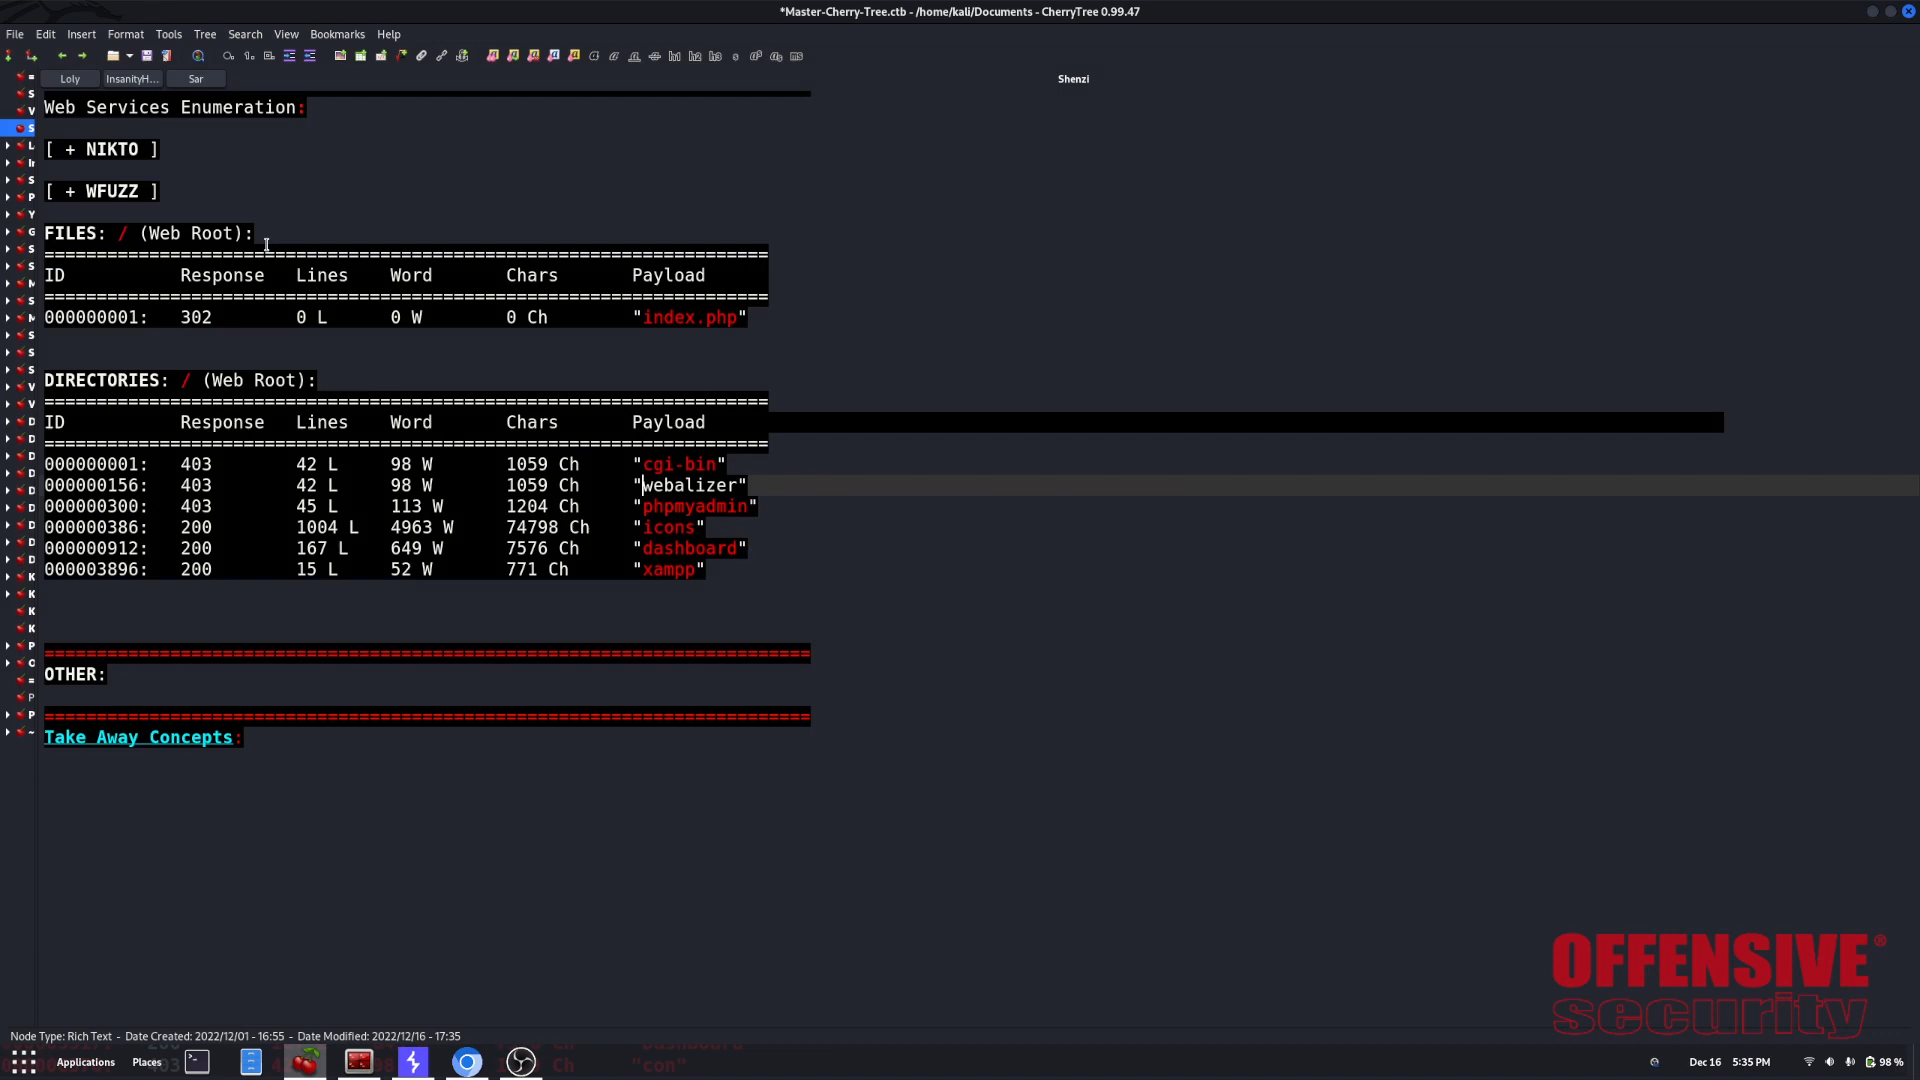 *Master-Cherry-Tree.ctb - /home/kali/Documents - CherryTree 0.99.47
File Edit Insert Format Tools Tree Search View Bookmarks Help
Loly InsanityH... Sar Shenzi
Web Services Enumeration:
[ + NIKTO ]
[ + WFUZZ ]
FILES: / (Web Root):
=====================================================================
ID Response Lines Word Chars Payload
=====================================================================
000000001: 302 0 L 0 W 0 Ch "index.php"
DIRECTORIES: / (Web Root):
=====================================================================
ID Response Lines Word Chars Payload
=====================================================================
000000001: 403 42 L 98 W 1059 Ch "cgi-bin"
000000156: 403 42 L 98 W 1059 Ch "webalizer"
000000300: 403 45 L 113 W 1204 Ch "phpmyadmin"
000000386: 200 1004 L 4963 W 74798 Ch "icons"
000000912: 200 167 L 649 W 7576 Ch "dashboard"
000003896: 200 15 L 52 W 771 Ch "xampp"
=========================================================================
OTHER:
=========================================================================
Take Away Concepts:
OFFENSIVE®
security
Node Type: Rich Text - Date Created: 2022/12/01 - 16:55 - Date Modified: 2022/12/16 - 17:35
Applications Places "con" Dec 16 5:35 PM 98 %